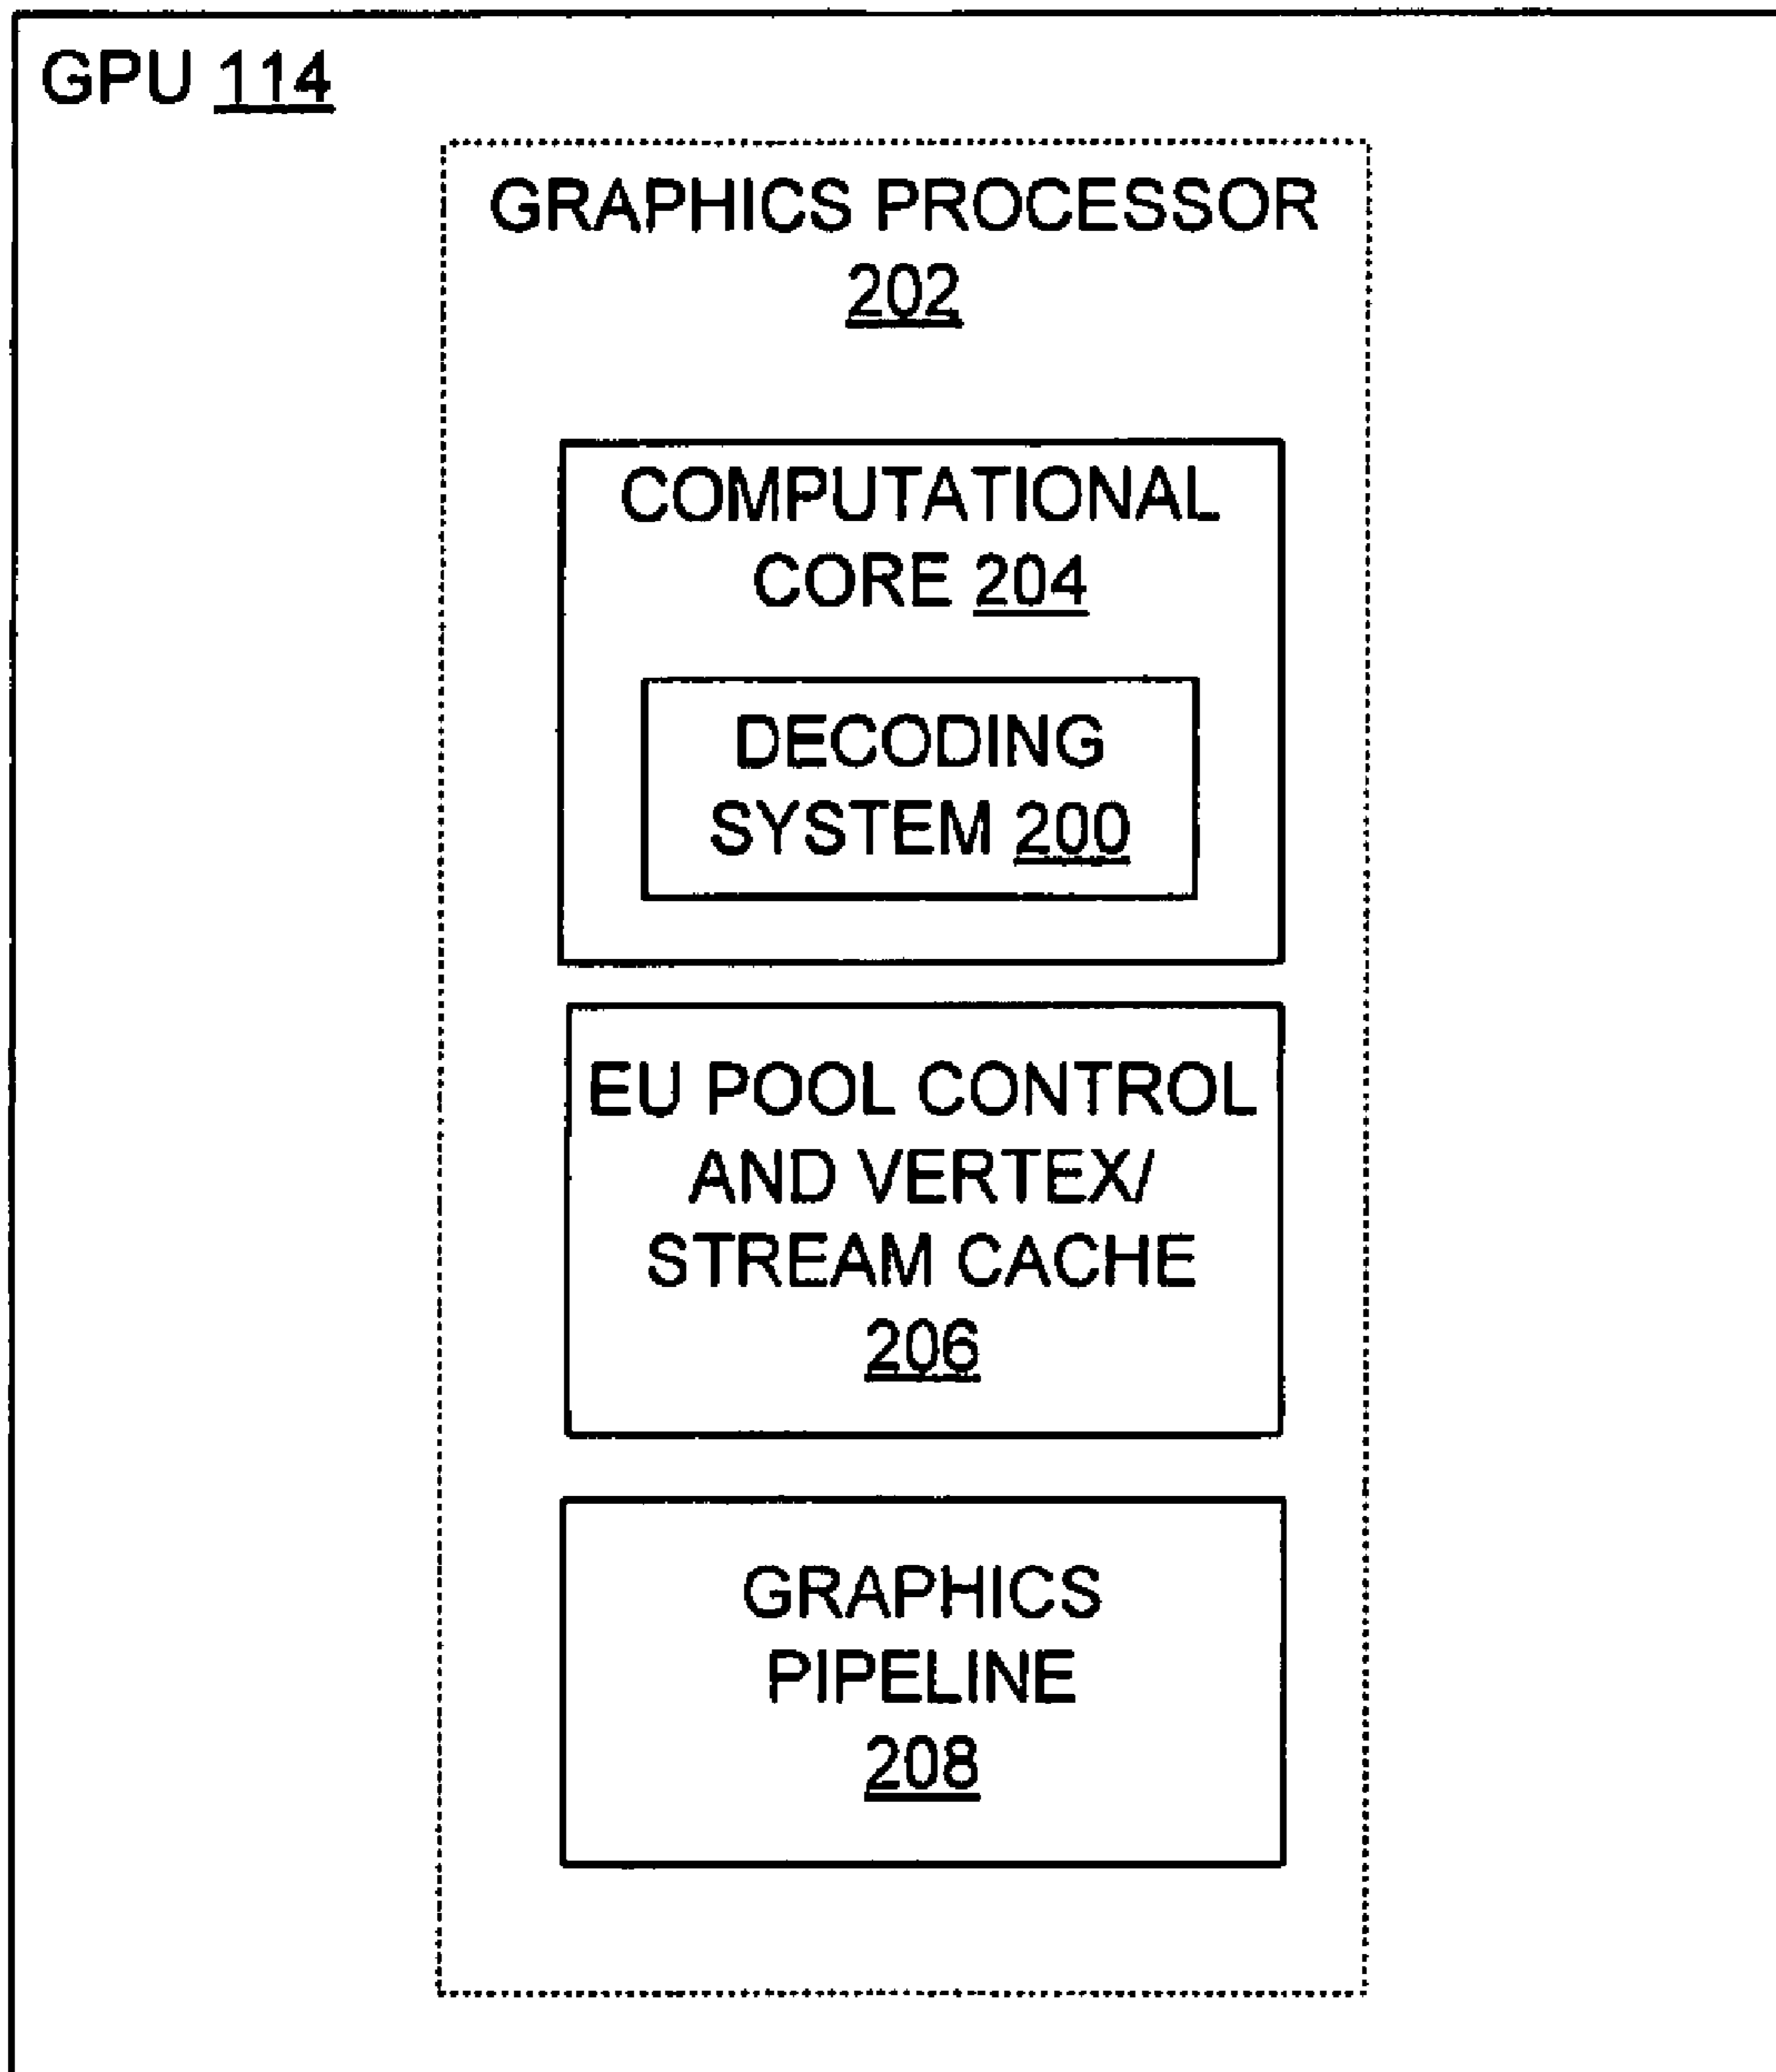 GPU 114
GRAPHICS PROCESSOR
202
COMPUTATIONAL
CORE 204
DECODING
SYSTEM 200
EU POOL CONTROL
AND VERTEX/
STREAM CACHE
206
GRAPHICS
PIPELINE
208